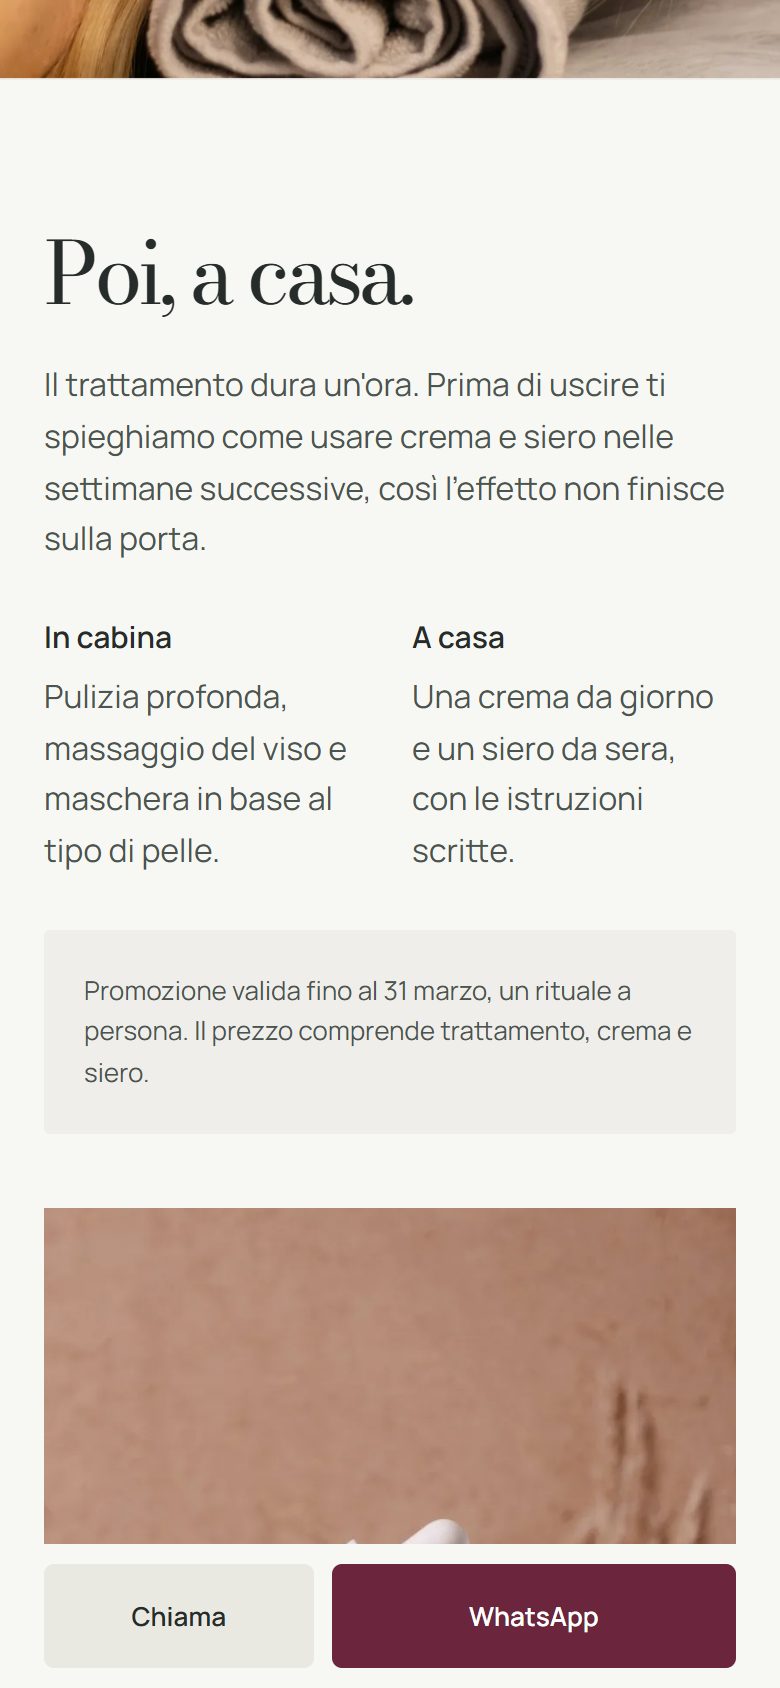 Poi, a casa.
Il trattamento dura un'ora. Prima di uscire ti
spieghiamo come usare crema e siero nelle
settimane successive, così l’effetto non finisce
sulla porta.
In cabina
Pulizia profonda,
massaggio del viso e
maschera in base al
tipo di pelle.
A casa
Una crema da giorno
e un siero da sera,
con le istruzioni
scritte.
Promozione valida fino al 31 marzo, un rituale a
persona. Il prezzo comprende trattamento, crema e
siero.
Chiama
WhatsApp